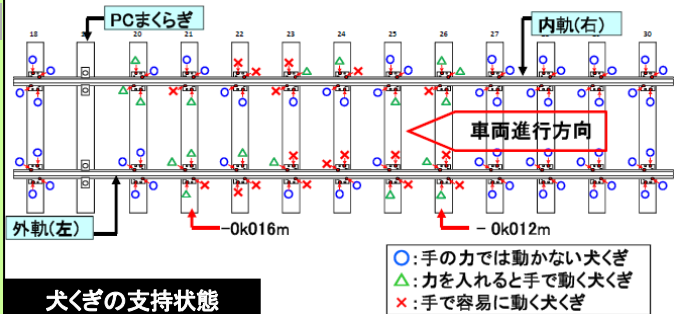 PCまくらぎ
内軌(右)
18 20 21 22 23 24 25 26 27 28 29 30
車両進行方向
外軌(左)
-0k016m
- 0k012m
○:手の力では動かない犬くぎ
△:力を入れると手で動く犬くぎ
×:手で容易に動く犬くぎ
犬くぎの支持状態